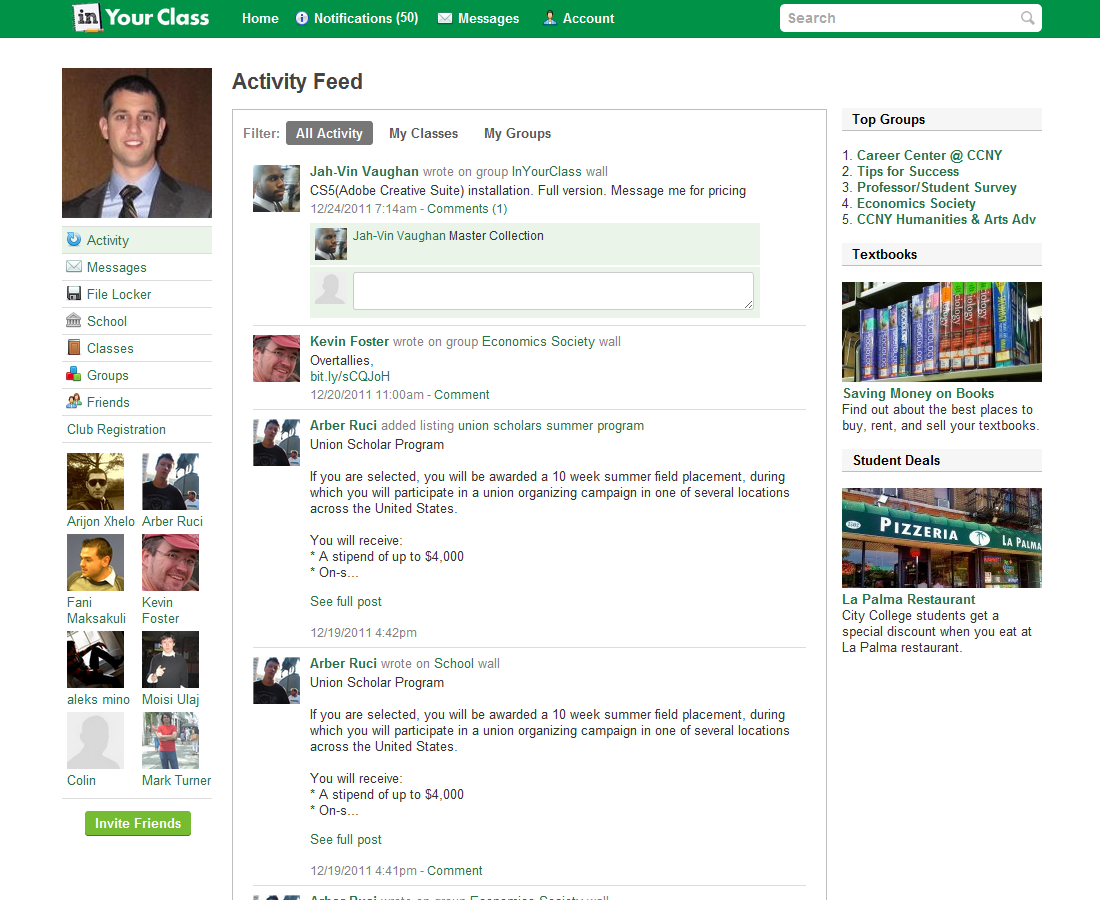 in Your Class
Home Notifications (50) Messages Account
Search
Activity Feed
Filter: All Activity My Classes My Groups
Activity
Messages
File Locker
School
Classes
Groups
Friends
Club Registration
Arijon Xhelo Arber Ruci
Fani Maksakuli
Kevin Foster
aleks mino Moisi Ulaj
Colin Mark Turner
Invite Friends
Jah-Vin Vaughan wrote on group InYourClass wall
CS5(Adobe Creative Suite) installation. Full version. Message me for pricing
12/24/2011 7:14am - Comments (1)
Jah-Vin Vaughan Master Collection
Kevin Foster wrote on group Economics Society wall
Overtallies,
bit.ly/sCQJoH
12/20/2011 11:00am - Comment
Arber Ruci added listing union scholars summer program
Union Scholar Program
If you are selected, you will be awarded a 10 week summer field placement, during
which you will participate in a union organizing campaign in one of several locations
across the United States.
You will receive:
* A stipend of up to $4,000
* On-s...
See full post
12/19/2011 4:42pm
Arber Ruci wrote on School wall
Union Scholar Program
If you are selected, you will be awarded a 10 week summer field placement, during
which you will participate in a union organizing campaign in one of several locations
across the United States.
You will receive:
* A stipend of up to $4,000
* On-s...
See full post
12/19/2011 4:41pm - Comment
Arber Ruci wrote on group Economics Society wall
Top Groups
1. Career Center @ CCNY
2. Tips for Success
3. Professor/Student Survey
4. Economics Society
5. CCNY Humanities & Arts Adv
Textbooks
Saving Money on Books
Find out about the best places to
buy, rent, and sell your textbooks.
Student Deals
PIZZERIA LA PALMA
La Palma Restaurant
City College students get a
special discount when you eat at
La Palma restaurant.